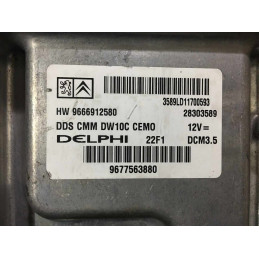 3589LD11700593
HW 9666912580 28303589
DDS CMM DW10C CEMO 12V=
DELPHI 22F1 DCM3.5
9677563880